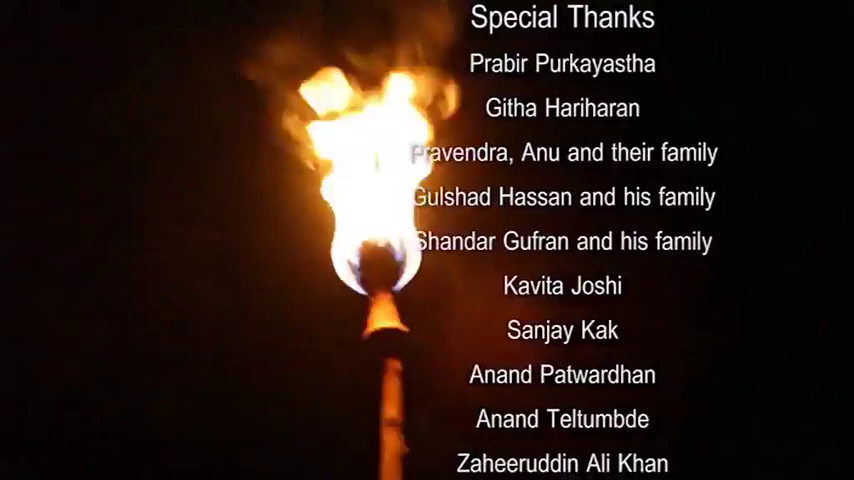 Special Thanks
Prabir Purkayastha
Githa Hariharan
Pravendra, Anu and their family
Gulshad Hassan and his family
Shandar Gufran and his family
Kavita Joshi
Sanjay Kak
Anand Patwardhan
Anand Teltumbde
Zaheeruddin Ali Khan